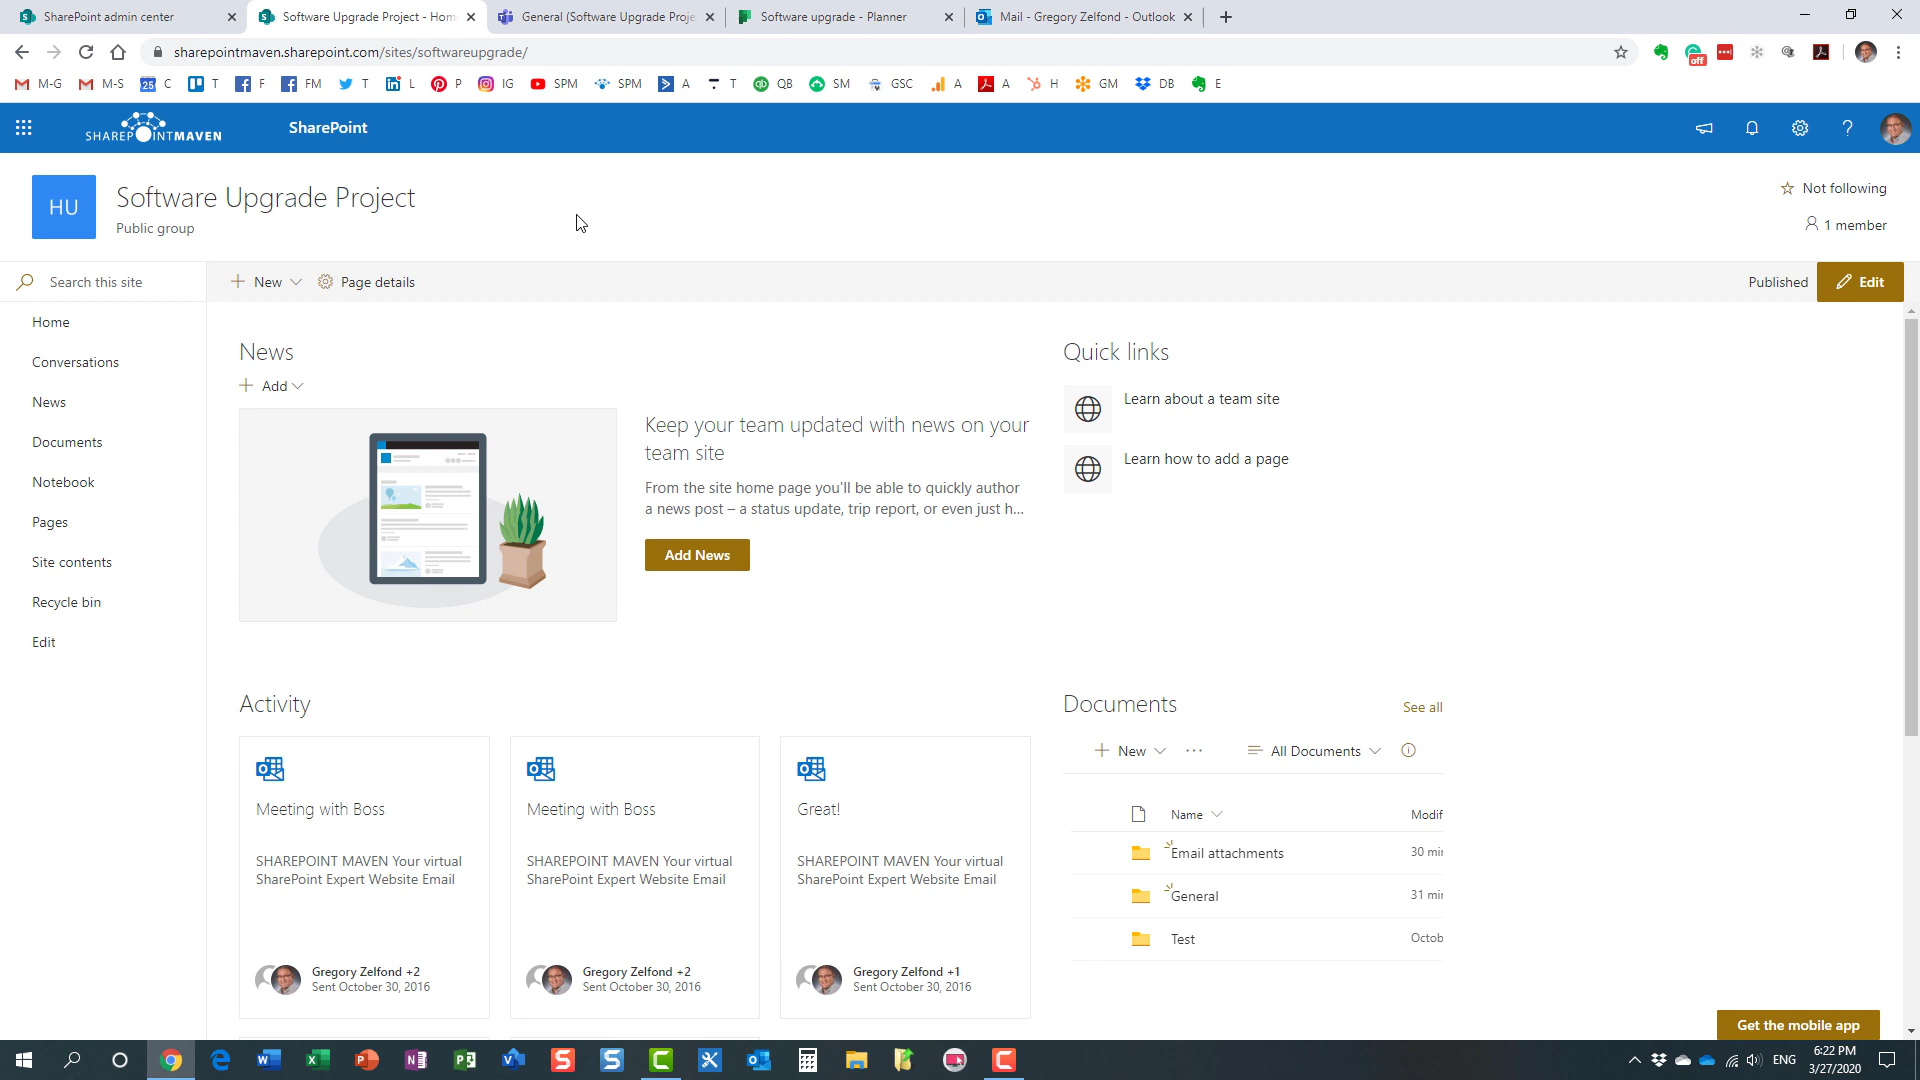 SharePoint admin center
Software Upgrade Project - Hom
General (Software Upgrade Proje
Software upgrade - Planner
Mail - Gregory Zelfond - Outlook
sharepointmaven.sharepoint.com/sites/softwareupgrade/
off
M-G
M-S
25
C
T
F
FM
T
L
P
IG
SPM
SPM
A
T
QB
SM
GSC
A
A
H
GM
DB
E
SHAREPOINTMAVEN
SharePoint
HU
Software Upgrade Project
Public group
Not following
1 member
Search this site
New
Page details
Published
Edit
Home
Conversations
News
Documents
Notebook
Pages
Site contents
Recycle bin
Edit
News
Add
Keep your team updated with news on your
team site
From the site home page you'll be able to quickly author
a news post – a status update, trip report, or even just h...
Add News
Quick links
Learn about a team site
Learn how to add a page
Activity
Meeting with Boss
SHAREPOINT MAVEN Your virtual
SharePoint Expert Website Email
Gregory Zelfond +2
Sent October 30, 2016
Meeting with Boss
SHAREPOINT MAVEN Your virtual
SharePoint Expert Website Email
Gregory Zelfond +2
Sent October 30, 2016
Great!
SHAREPOINT MAVEN Your virtual
SharePoint Expert Website Email
Gregory Zelfond +1
Sent October 30, 2016
Documents
See all
New
All Documents
Name
Modif
Email attachments
30 min
General
31 min
Test
Octob
Get the mobile app
ENG
6:22 PM
3/27/2020